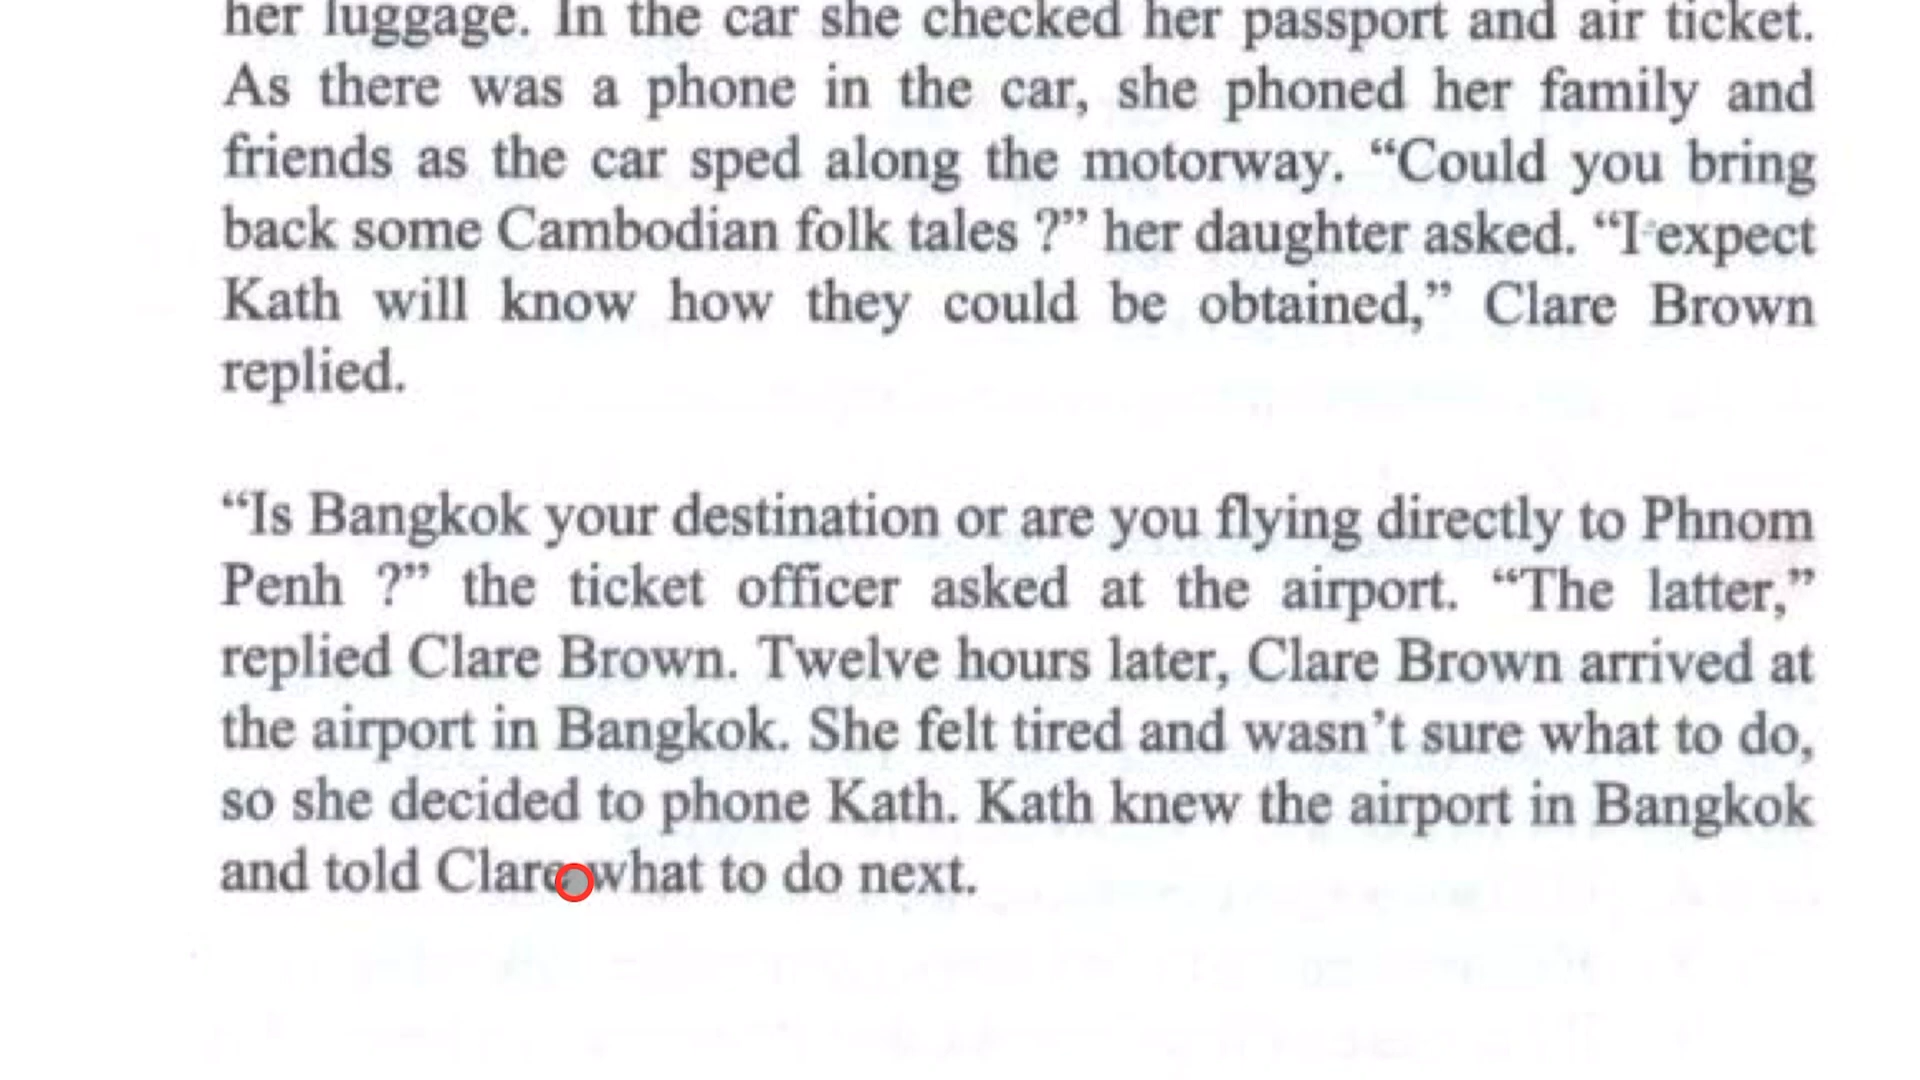 her luggage. In the car she checked her passport and air ticket.
As there was a phone in the car, she phoned her family and
friends as the car sped along the motorway. “Could you bring
back some Cambodian folk tales ?” her daughter asked. “I expect
Kath will know how they could be obtained,” Clare Brown
replied.
“Is Bangkok your destination or are you flying directly to Phnom
Penh ?” the ticket officer asked at the airport. “The latter,”
replied Clare Brown. Twelve hours later, Clare Brown arrived at
the airport in Bangkok. She felt tired and wasn’t sure what to do,
so she decided to phone Kath. Kath knew the airport in Bangkok
and told Clare what to do next.